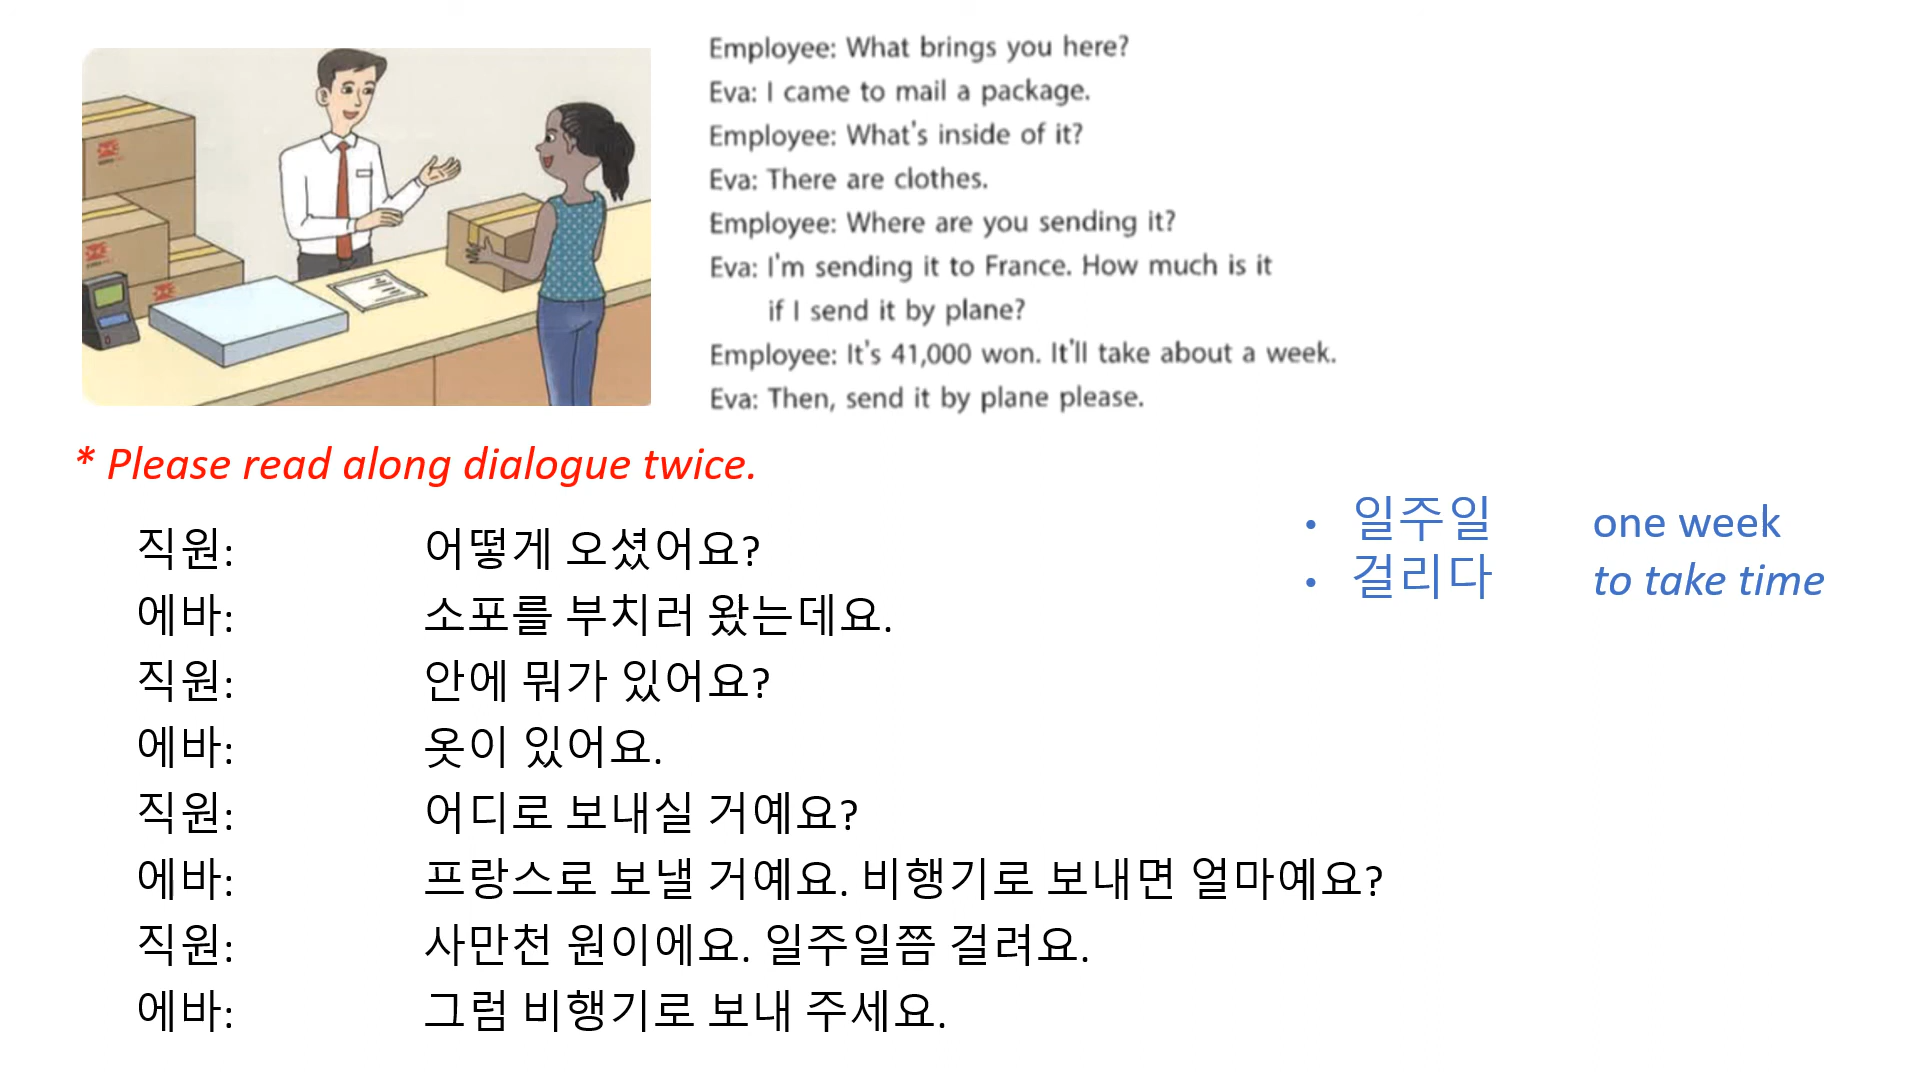 Employee: What brings you here?
Eva: I came to mail a package.
Employee: What's inside of it?
Eva: There are clothes.
Employee: Where are you sending it?
Eva: I'm sending it to France. How much is it
if I send it by plane?
Employee: It's 41,000 won. It'll take about a week.
Eva: Then, send it by plane please.
* Please read along dialogue twice.
• 일주일 one week
• 걸리다 to take time
직원: 어떻게 오셨어요?
에바: 소포를 부치러 왔는데요.
직원: 안에 뭐가 있어요?
에바: 옷이 있어요.
직원: 어디로 보내실 거예요?
에바: 프랑스로 보낼 거예요. 비행기로 보내면 얼마예요?
직원: 사만천 원이에요. 일주일쯤 걸려요.
에바: 그럼 비행기로 보내 주세요.